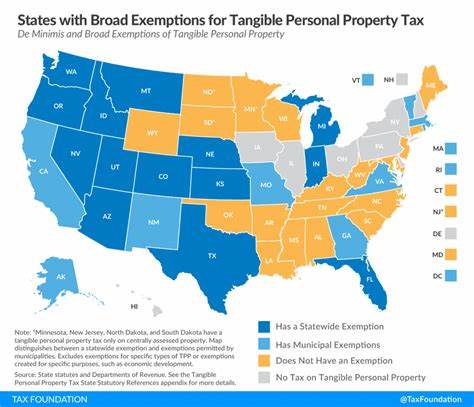 States with Broad Exemptions for Tangible Personal Property Tax
De Minimis and Broad Exemptions of Tangible Personal Property
WA
MT
ND*
MN*
VT
NH
ME
OR
ID
SD*
WI
MI
NY
WY
IA
NE
PA
MA
NV
UT
CO
IL
IN
OH
WV
VA
RI
CA
KS
MO
KY
CT
NC
TN
NJ*
AZ
NM
OK
AR
SC
DE
MS
AL
GA
MD
TX
LA
DC
AK
FL
HI
Note: *Minnesota, New Jersey, North Dakota, and South Dakota have a
tangible personal property tax only on centrally assessed property. Map
distinguishes between a statewide exemption and exemptions permitted by
municipalities. Excludes exemptions for specific types of TPP or exemptions
created for specific purposes, such as economic development.
Source: State statutes and Departments of Revenue. See the Tangible
Personal Property Tax State Statutory References appendix for more details.
Has a Statewide Exemption
Has Municipal Exemptions
Does Not Have an Exemption
No Tax on Tangible Personal Property
TAX FOUNDATION
@TaxFoundation